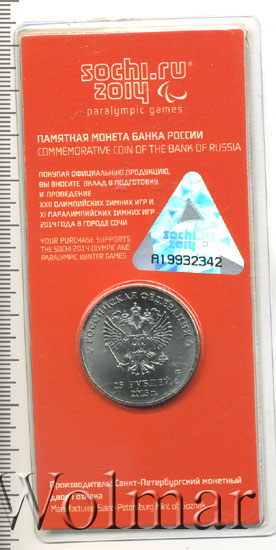 sochi.ru
2014
paralympic games
ПАМЯТНАЯ МОНЕТА БАНКА РОССИИ
COMMEMORATIVE COIN OF THE BANK OF RUSSIA
ПОКУПАЯ ОФИЦИАЛЬНУЮ ПРОДУКЦИЮ,
ВЫ ВНОСИТЕ ВКЛАД В ПОДГОТОВКУ
И ПРОВЕДЕНИЕ
XXII ОЛИМПИЙСКИХ ЗИМНИХ ИГР И
XI ПАРАЛИМПИЙСКИХ ЗИМНИХ ИГР
2014 ГОДА В ГОРОДЕ СОЧИ
YOUR PURCHASE SUPPORTS
THE SOCHI 2014 OLYMPIC AND
PARALYMPIC WINTER GAMES
sochi.ru
2014
A19932342
РОССИЙСКАЯ ФЕДЕРАЦИЯ
25 РУБЛЕЙ
2013 г.
Производитель: Санкт-Петербургский монетный
двор Гознака
Manufacturer: Saint-Petersburg Mint of Goznak
Wolmar